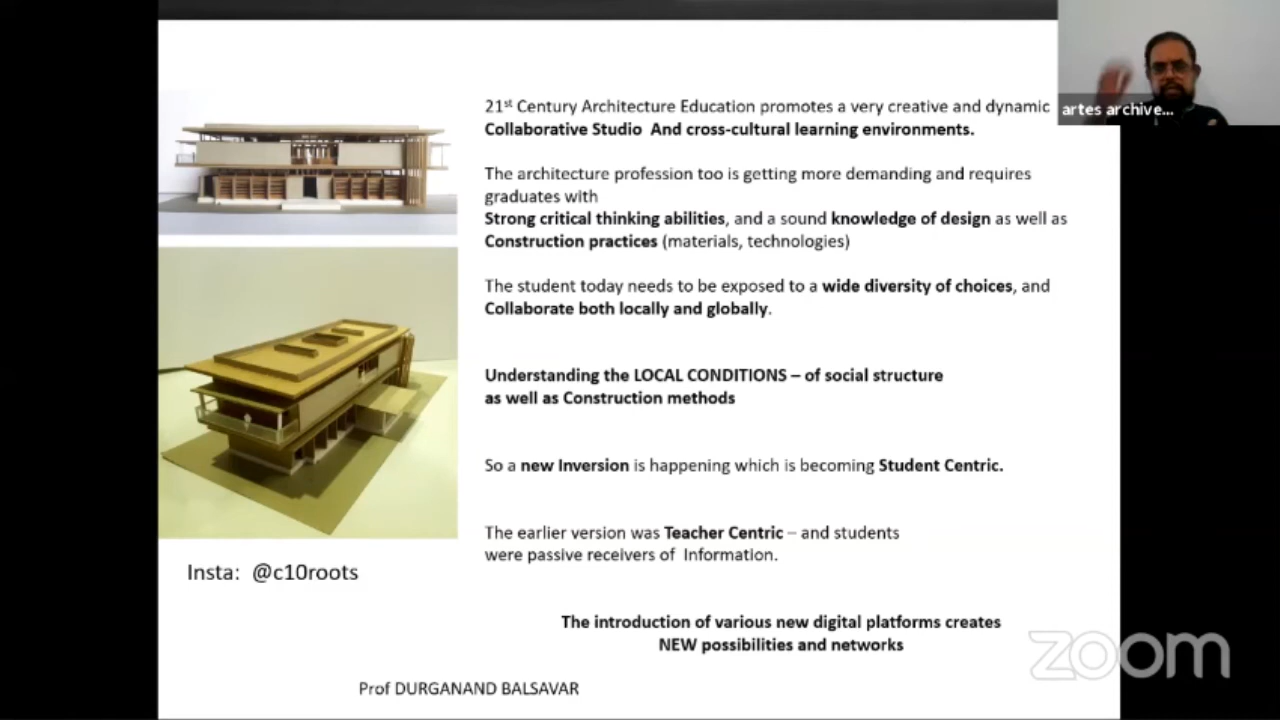 21st Century Architecture Education promotes a very creative and dynamic
Collaborative Studio And cross-cultural learning environments.
The architecture profession too is getting more demanding and requires
graduates with
Strong critical thinking abilities, and a sound knowledge of design as well as
Construction practices (materials, technologies)
The student today needs to be exposed to a wide diversity of choices, and
Collaborate both locally and globally.
Understanding the LOCAL CONDITIONS – of social structure
as well as Construction methods
So a new Inversion is happening which is becoming Student Centric.
The earlier version was Teacher Centric – and students
were passive receivers of Information.
The introduction of various new digital platforms creates
NEW possibilities and networks
Insta: @c10roots
Prof DURGANAND BALSAVAR
artes archive...
zoom